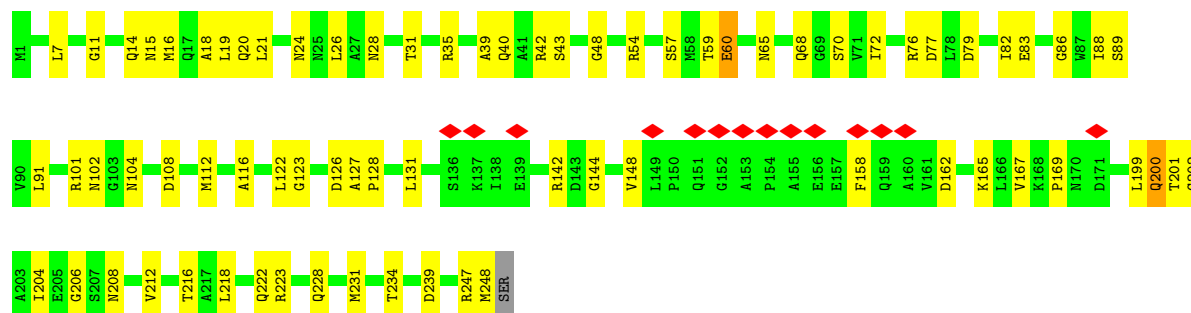 M1 L7 G11 Q14 N15 M16 Q17 A18 L19 Q20 L21 N24 N25 L26 A27 N28 T31 R35 A39 Q40 A41 R42 S43 G48 R54 S57 M58 T59 E60 N65 Q68 G69 S70 V71 I72 R76 D77 L78 D79 I82 E83 G86 W87 I88 S89
V90 L91 R101 N102 G103 N104 D108 M112 A116 L122 G123 D126 A127 P128 L131 S136 K137 I138 E139 R142 D143 G144 V148 L149 P150 Q151 G152 A153 P154 A155 E156 E157 F158 Q159 A160 V161 D162 K165 L166 V167 K168 P169 N170 D171 L199 Q200 T201
A203 I204 E205 G206 S207 N208 V212 T216 A217 L218 Q222 R223 Q228 M231 T234 D239 R247 M248 SER